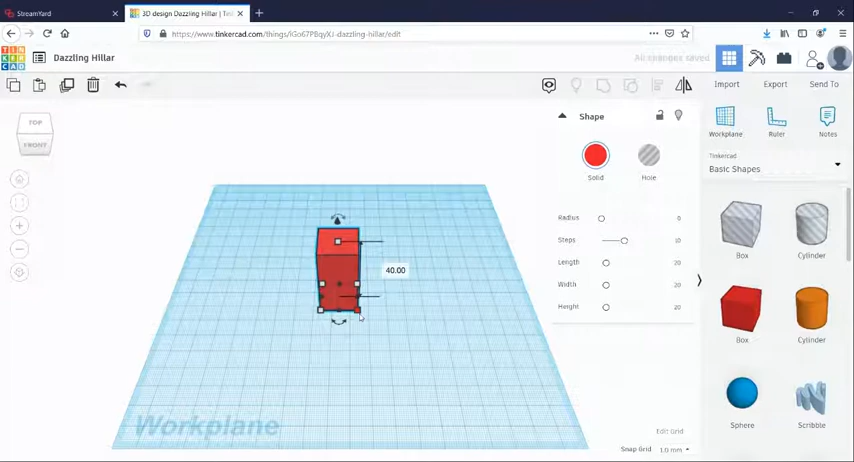 StreamYard
3D design Dazzling Hillar | Tin
https://www.tinkercad.com/things/lGo67PBqyXJ-dazzling-hillar/edit
TIN
KER
CAD
Dazzling Hillar
All changes saved
Import
Export
Send To
TOP
FRONT
Shape
Solid
Hole
Radius
0
Steps
10
Length
20
Width
20
Height
20
40.00
Workplane
Ruler
Notes
Tinkercad
Basic Shapes
Box
Cylinder
Box
Cylinder
Sphere
Scribble
Workplane
Edit Grid
Snap Grid
1.0 mm